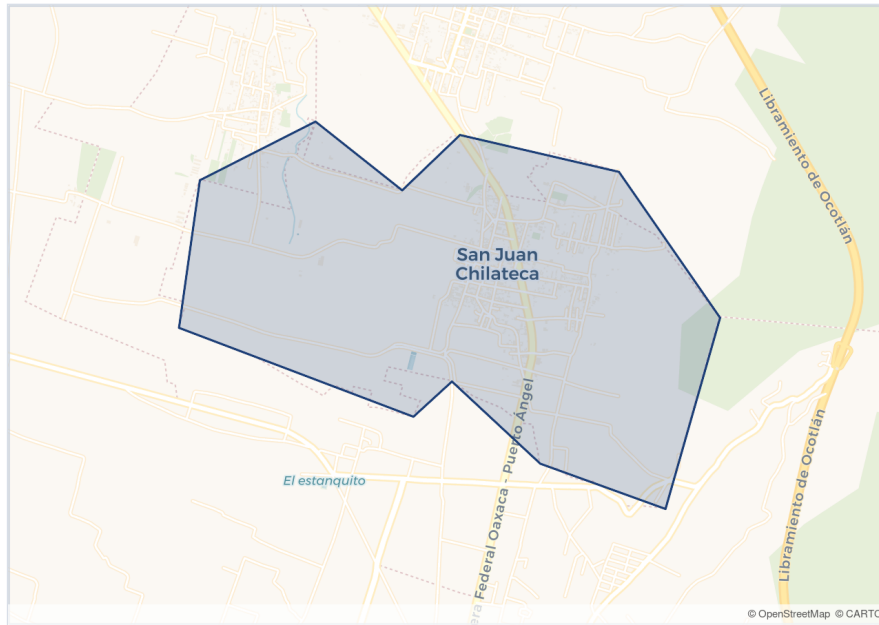 Libramiento de Ocotlán
San Juan
Chilateca
El estanquito
Federal Oaxaca - Puerto Ángel
Libramiento de Ocotlán
© OpenStreetMap © CARTO